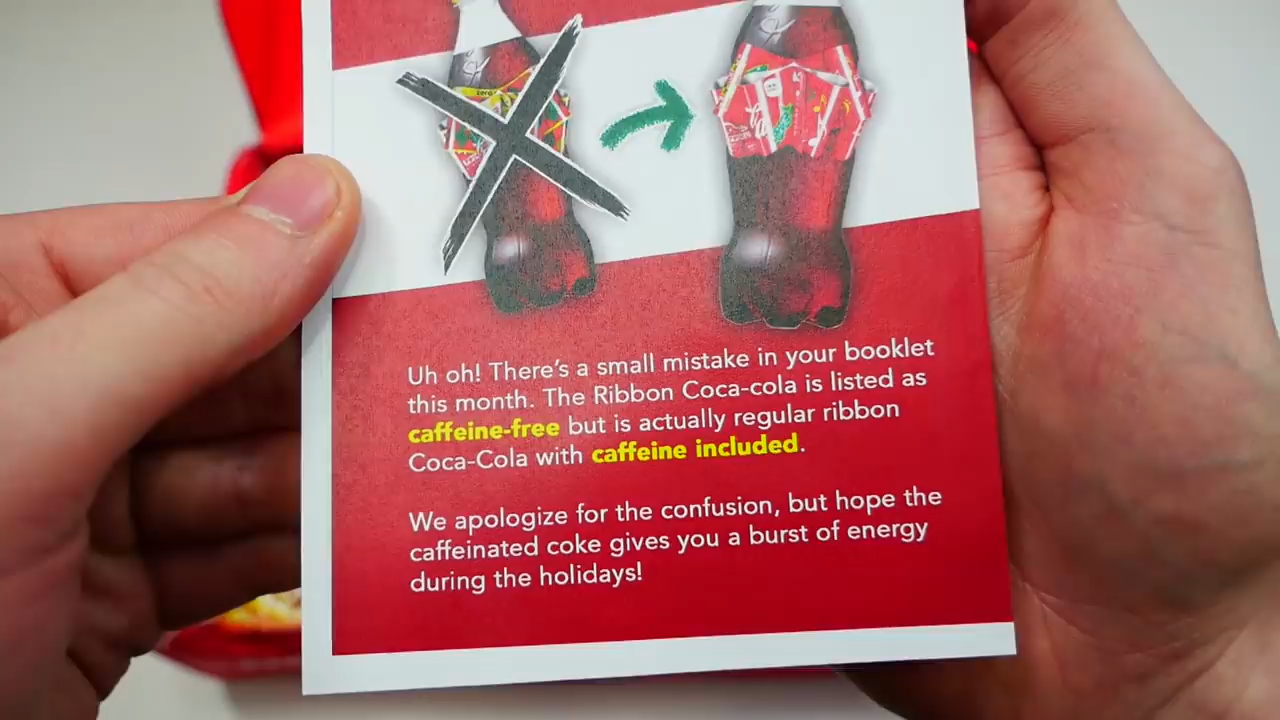 zero
Uh oh! There's a small mistake in your booklet
this month. The Ribbon Coca-cola is listed as
caffeine-free but is actually regular ribbon
Coca-Cola with caffeine included.
We apologize for the confusion, but hope the
caffeinated coke gives you a burst of energy
during the holidays!